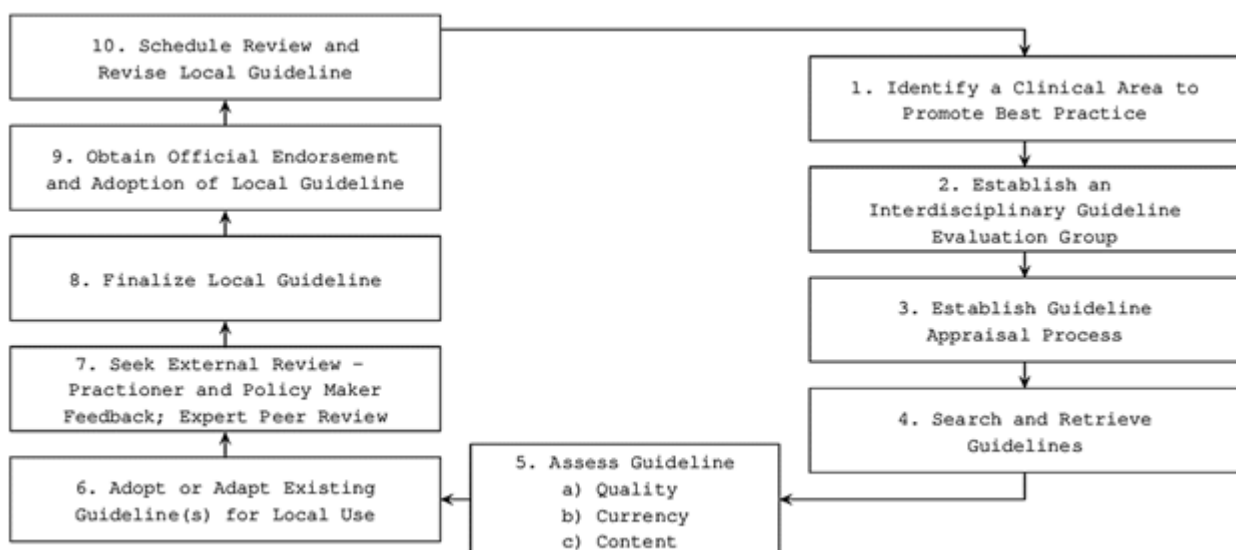 10. Schedule Review and
Revise Local Guideline
1. Identify a Clinical Area to
Promote Best Practice
9. Obtain Official Endorsement
and Adoption of Local Guideline
2. Establish an
Interdisciplinary Guideline
Evaluation Group
8. Finalize Local Guideline
3. Establish Guideline
Appraisal Process
7. Seek External Review –
Practioner and Policy Maker
Feedback; Expert Peer Review
4. Search and Retrieve
Guidelines
5. Assess Guideline
a) Quality
b) Currency
c) Content
6. Adopt or Adapt Existing
Guideline(s) for Local Use